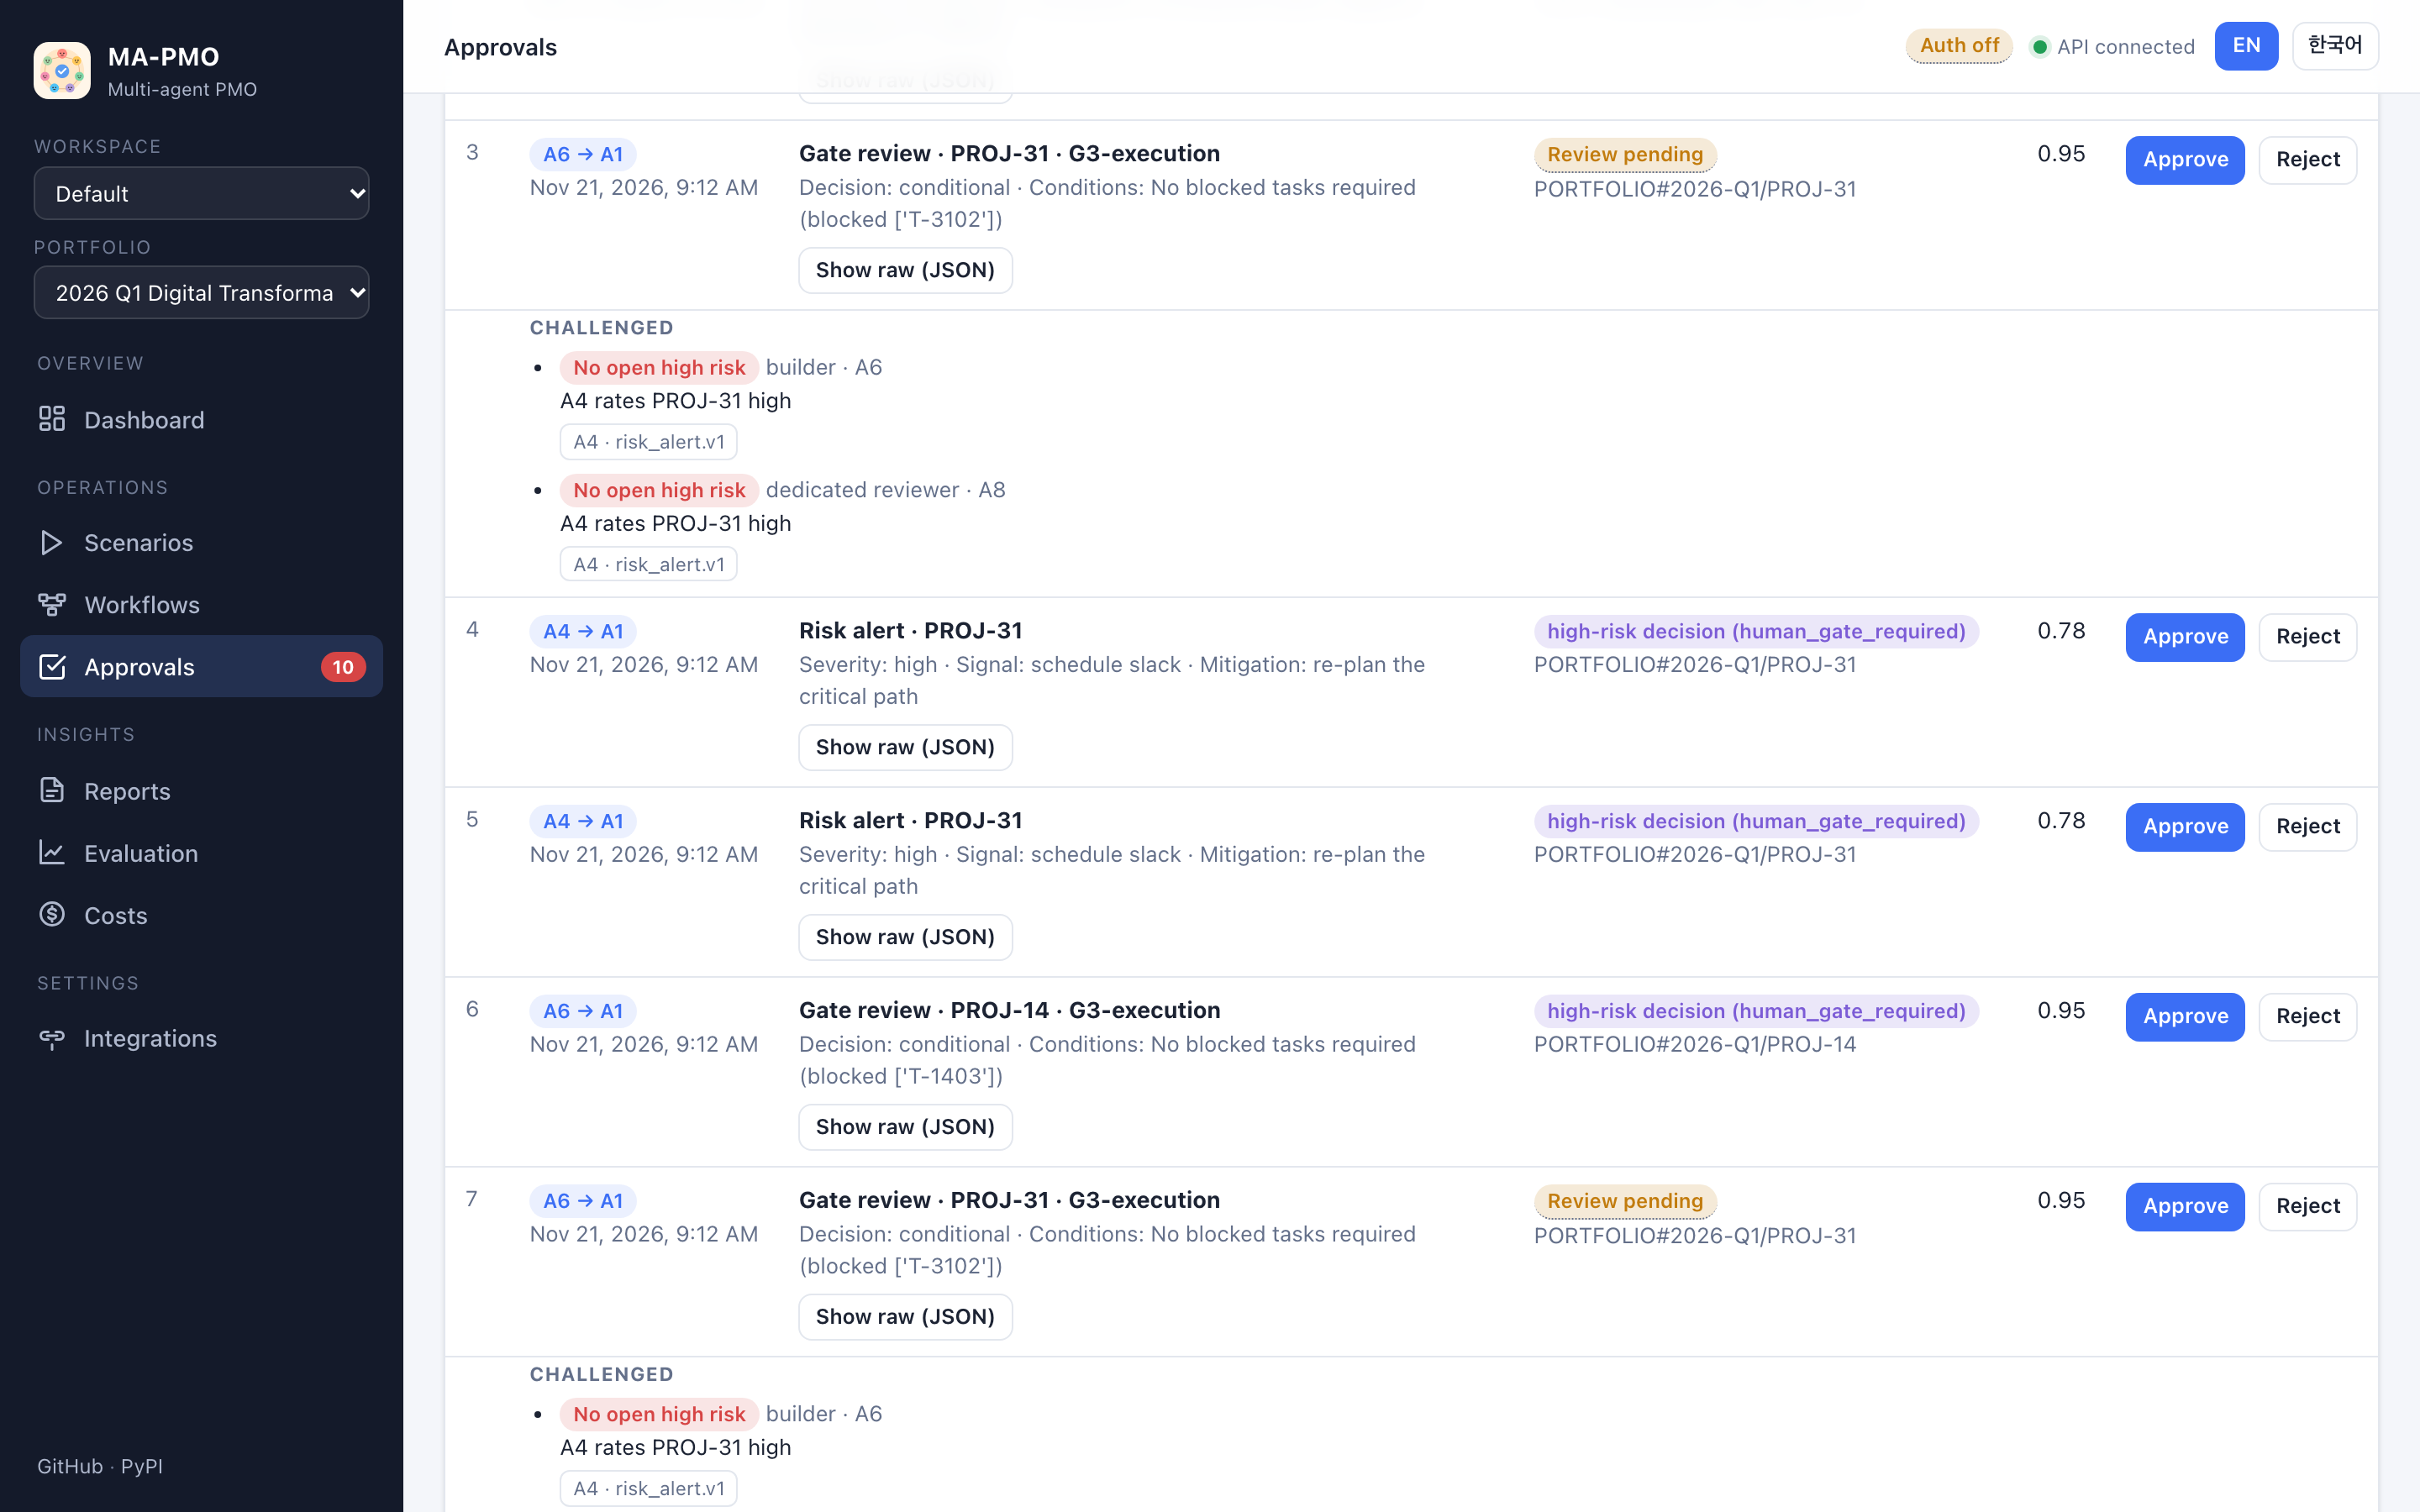 MA-PMO
Multi-agent PMO
WORKSPACE
Default
PORTFOLIO
2026 Q1 Digital Transforma
OVERVIEW
Dashboard
OPERATIONS
Scenarios
Workflows
Approvals 10
INSIGHTS
Reports
Evaluation
Costs
SETTINGS
Integrations
GitHub · PyPI
Approvals
Auth off
API connected
EN
한국어
Show raw (JSON)
3
A6 → A1
Nov 21, 2026, 9:12 AM
Gate review · PROJ-31 · G3-execution
Decision: conditional · Conditions: No blocked tasks required
(blocked ['T-3102'])
Show raw (JSON)
Review pending
PORTFOLIO#2026-Q1/PROJ-31
0.95
Approve
Reject
CHALLENGED
No open high risk builder · A6
A4 rates PROJ-31 high
A4 · risk_alert.v1
No open high risk dedicated reviewer · A8
A4 rates PROJ-31 high
A4 · risk_alert.v1
4
A4 → A1
Nov 21, 2026, 9:12 AM
Risk alert · PROJ-31
Severity: high · Signal: schedule slack · Mitigation: re-plan the
critical path
Show raw (JSON)
high-risk decision (human_gate_required)
PORTFOLIO#2026-Q1/PROJ-31
0.78
Approve
Reject
5
A4 → A1
Nov 21, 2026, 9:12 AM
Risk alert · PROJ-31
Severity: high · Signal: schedule slack · Mitigation: re-plan the
critical path
Show raw (JSON)
high-risk decision (human_gate_required)
PORTFOLIO#2026-Q1/PROJ-31
0.78
Approve
Reject
6
A6 → A1
Nov 21, 2026, 9:12 AM
Gate review · PROJ-14 · G3-execution
Decision: conditional · Conditions: No blocked tasks required
(blocked ['T-1403'])
Show raw (JSON)
high-risk decision (human_gate_required)
PORTFOLIO#2026-Q1/PROJ-14
0.95
Approve
Reject
7
A6 → A1
Nov 21, 2026, 9:12 AM
Gate review · PROJ-31 · G3-execution
Decision: conditional · Conditions: No blocked tasks required
(blocked ['T-3102'])
Show raw (JSON)
Review pending
PORTFOLIO#2026-Q1/PROJ-31
0.95
Approve
Reject
CHALLENGED
No open high risk builder · A6
A4 rates PROJ-31 high
A4 · risk_alert.v1